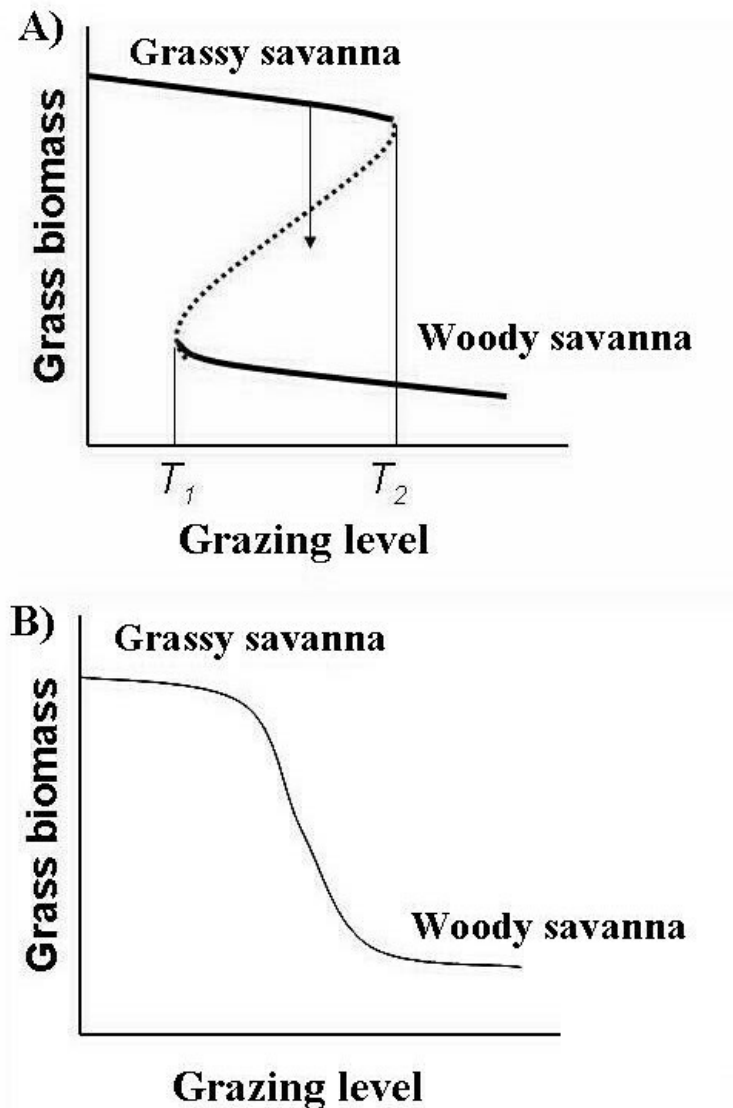 A)
Grassy savanna
Grass biomass
Woody savanna
T1 T2
Grazing level
B)
Grassy savanna
Grass biomass
Woody savanna
Grazing level